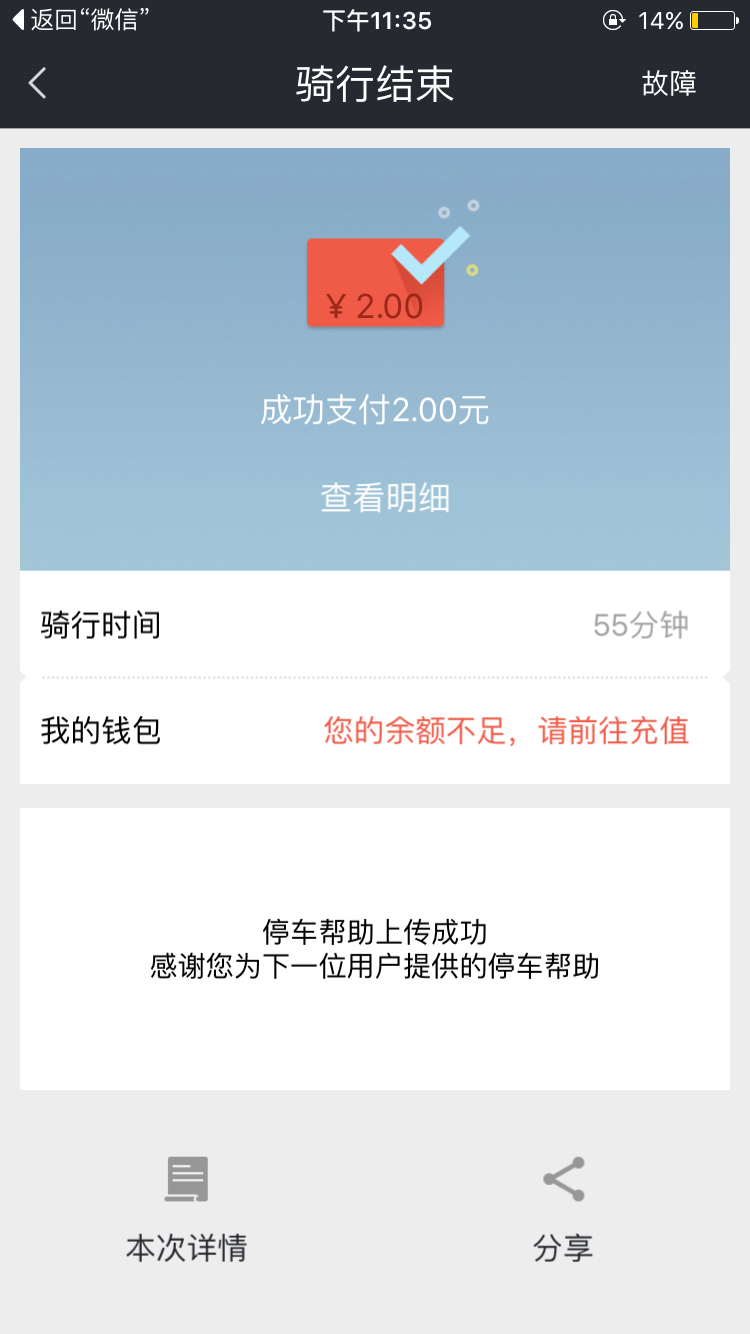 返回“微信”
下午11:35
14%
骑行结束
故障
¥ 2.00
成功支付2.00元
查看明细
骑行时间
55分钟
我的钱包
您的余额不足，请前往充值
停车帮助上传成功
感谢您为下一位用户提供的停车帮助
本次详情
分享